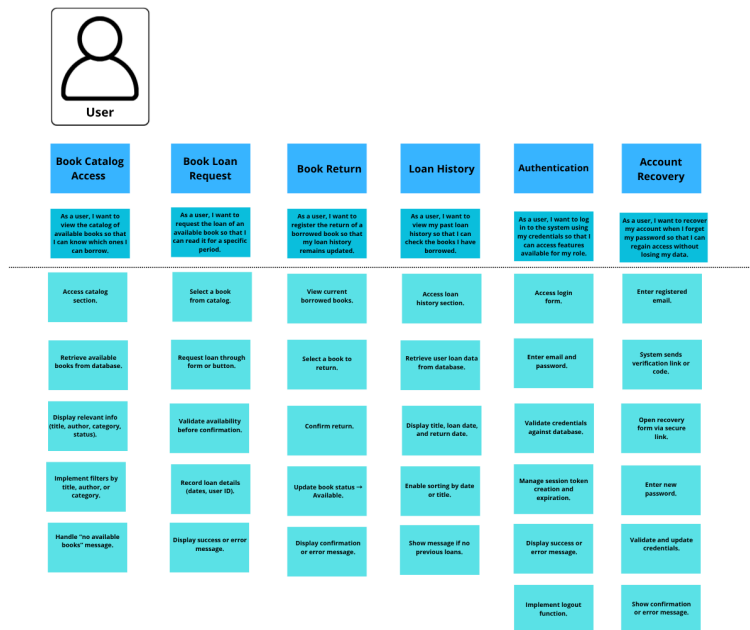 User
Book Catalog
Access
Book Loan
Request
Book Return
Loan History
Authentication
Account
Recovery
As a user, I want to
view the catalog of
available books so that
I can know which ones I
can borrow.
As a user, I want to
request the loan of an
available book so that I
can read it for a specific
period.
As a user, I want to
register the return of a
borrowed book so that
my loan history
remains updated.
As a user, I want to
view my past loan
history so that I can
check the books I have
borrowed.
As a user, I want to log
in to the system using
my credentials so that I
can access features
available for my role.
As a user, I want to recover
my account when I forget
my password so that I can
regain access without
losing my data.
Access catalog
section.
Select a book
from catalog.
View current
borrowed books.
Access loan
history section.
Access login
form.
Enter registered
email.
Retrieve available
books from database.
Request loan through
form or button.
Select a book to
return.
Retrieve user loan data
from database.
Enter email and
password.
System sends
verification link or
code.
Display relevant info
(title, author, category,
status).
Validate availability
before confirmation.
Confirm return.
Display title, loan date,
and return date.
Validate credentials
against database.
Open recovery
form via secure
link.
Implement filters by
title, author, or
category.
Record loan details
(dates, user ID).
Update book status →
Available.
Enable sorting by date
or title.
Manage session token
creation and
expiration.
Enter new
password.
Handle “no available
books” message.
Display success or error
message.
Display confirmation
or error message.
Show message if no
previous loans.
Display success or
error message.
Validate and update
credentials.
Implement logout
function.
Show confirmation
or error message.